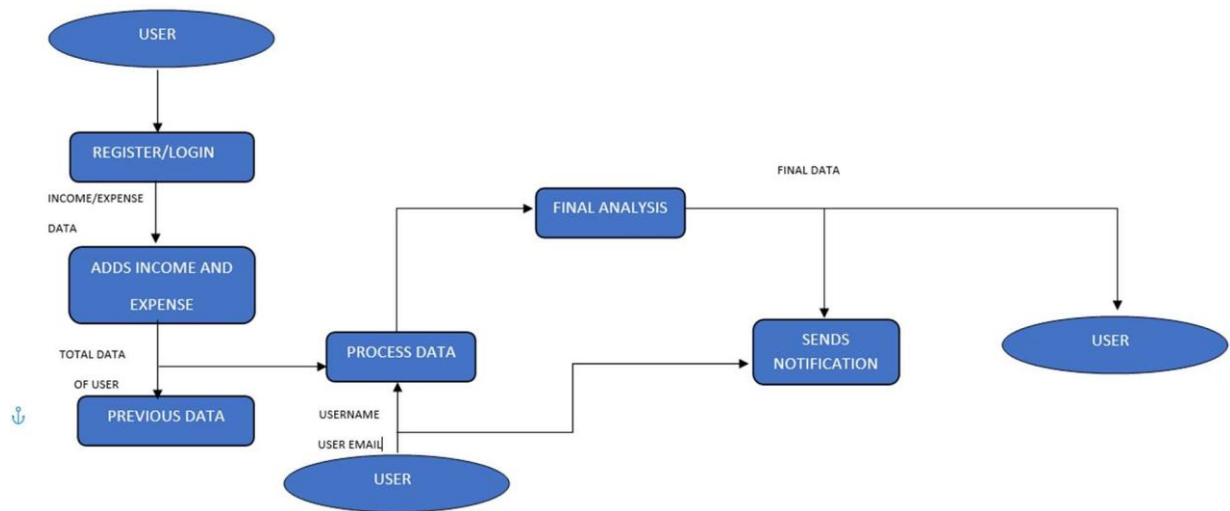 USER
REGISTER/LOGIN
INCOME/EXPENSE
DATA
ADDS INCOME AND
EXPENSE
TOTAL DATA
OF USER
PREVIOUS DATA
PROCESS DATA
USERNAME
USER EMAIL
USER
FINAL ANALYSIS
FINAL DATA
SENDS
NOTIFICATION
USER